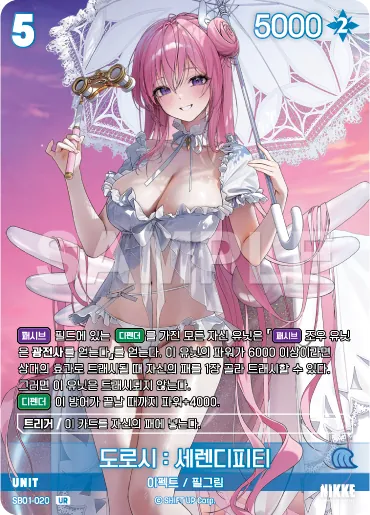 5
5000 2
SAMPLE
패시브 필드에 있는 디펜더 를 가진 모든 자신 유닛은 「 패시브 조우 유닛
은 광전사를 얻는다」를 얻는다. 이 유닛의 파워가 6000 이상이라면
상대의 효과로 트래시될 때 자신의 패를 1장 골라 트래시할 수 있다.
그러면 이 유닛은 트래시되지 않는다.
디펜더 이 방어가 끝날 때까지 파워+4000.
트리거 / 이 카드를 자신의 패에 넣는다.
도로시 : 세렌디피티
UNIT
이펙트 / 필그림
NIKKE
SB01-020 UR
© SHIFT UP Corp.